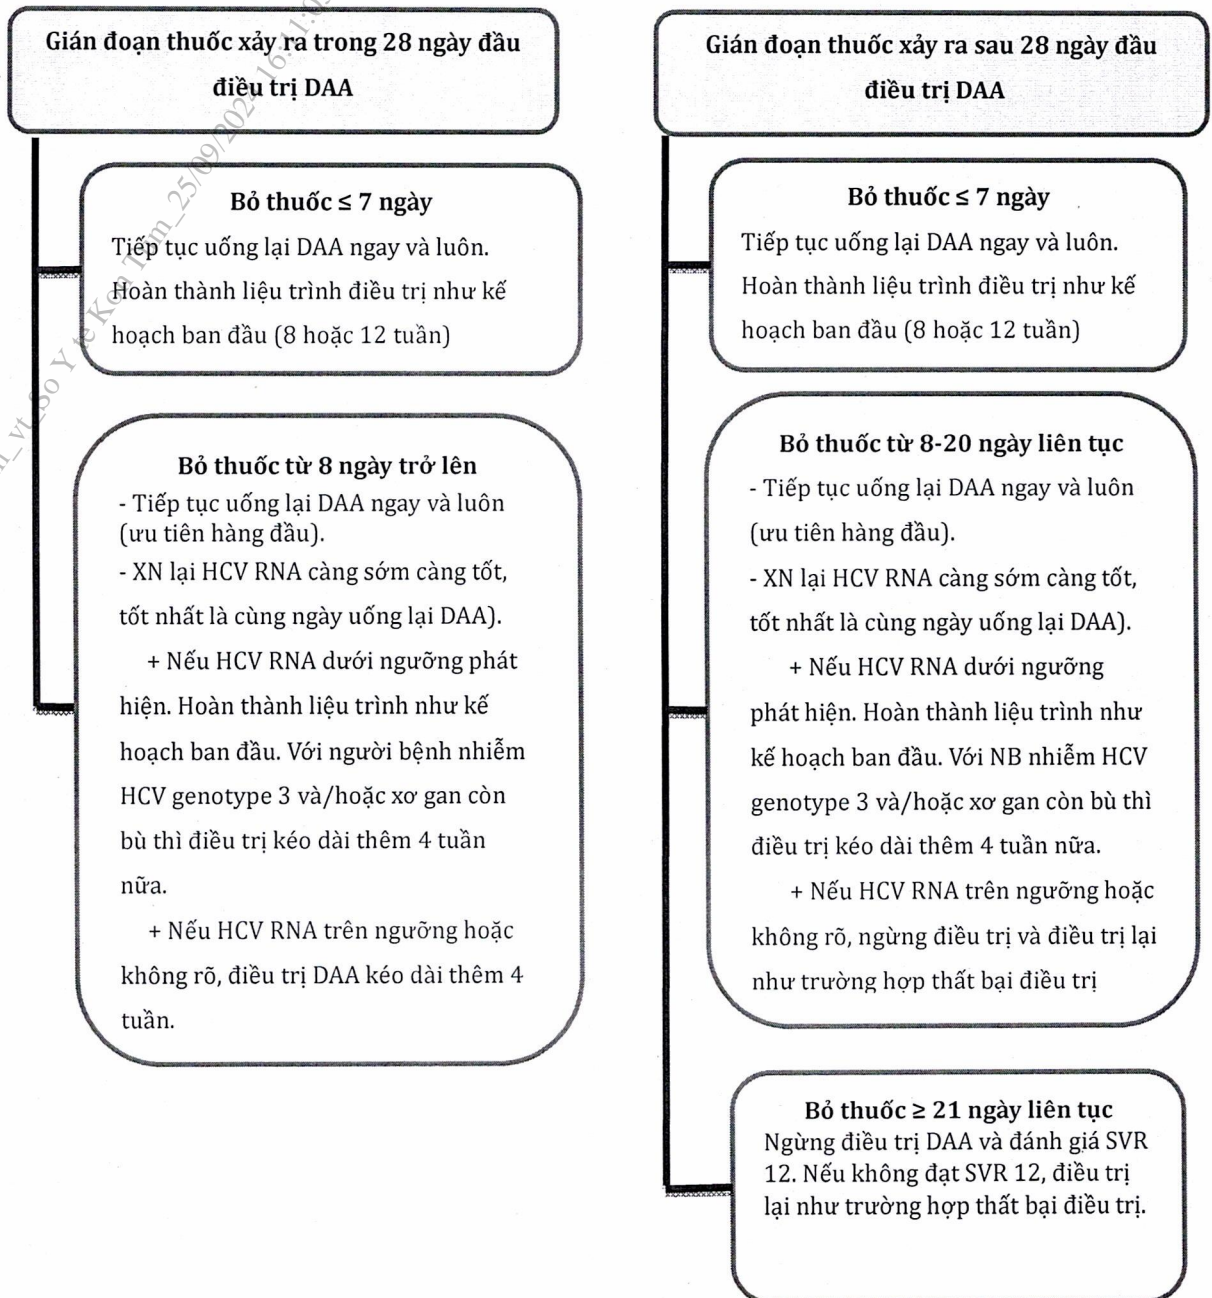 Gián đoạn thuốc xảy ra trong 28 ngày đầu
điều trị DAA
Bỏ thuốc ≤ 7 ngày
Tiếp tục uống lại DAA ngay và luôn.
Hoàn thành liệu trình điều trị như kế
hoạch ban đầu (8 hoặc 12 tuần)
Bỏ thuốc từ 8 ngày trở lên
- Tiếp tục uống lại DAA ngay và luôn
(ưu tiên hàng đầu).
- XN lại HCV RNA càng sớm càng tốt,
tốt nhất là cùng ngày uống lại DAA).
+ Nếu HCV RNA dưới ngưỡng phát
hiện. Hoàn thành liệu trình như kế
hoạch ban đầu. Với người bệnh nhiễm
HCV genotype 3 và/hoặc xơ gan còn
bù thì điều trị kéo dài thêm 4 tuần
nữa.
+ Nếu HCV RNA trên ngưỡng hoặc
không rõ, điều trị DAA kéo dài thêm 4
tuần.
Gián đoạn thuốc xảy ra sau 28 ngày đầu
điều trị DAA
Bỏ thuốc ≤ 7 ngày
Tiếp tục uống lại DAA ngay và luôn.
Hoàn thành liệu trình điều trị như kế
hoạch ban đầu (8 hoặc 12 tuần)
Bỏ thuốc từ 8-20 ngày liên tục
- Tiếp tục uống lại DAA ngay và luôn
(ưu tiên hàng đầu).
- XN lại HCV RNA càng sớm càng tốt,
tốt nhất là cùng ngày uống lại DAA).
+ Nếu HCV RNA dưới ngưỡng
phát hiện. Hoàn thành liệu trình như
kế hoạch ban đầu. Với NB nhiễm HCV
genotype 3 và/hoặc xơ gan còn bù thì
điều trị kéo dài thêm 4 tuần nữa.
+ Nếu HCV RNA trên ngưỡng hoặc
không rõ, ngừng điều trị và điều trị lại
như trường hợp thất bại điều trị
Bỏ thuốc ≥ 21 ngày liên tục
Ngừng điều trị DAA và đánh giá SVR
12. Nếu không đạt SVR 12, điều trị
lại như trường hợp thất bại điều trị.